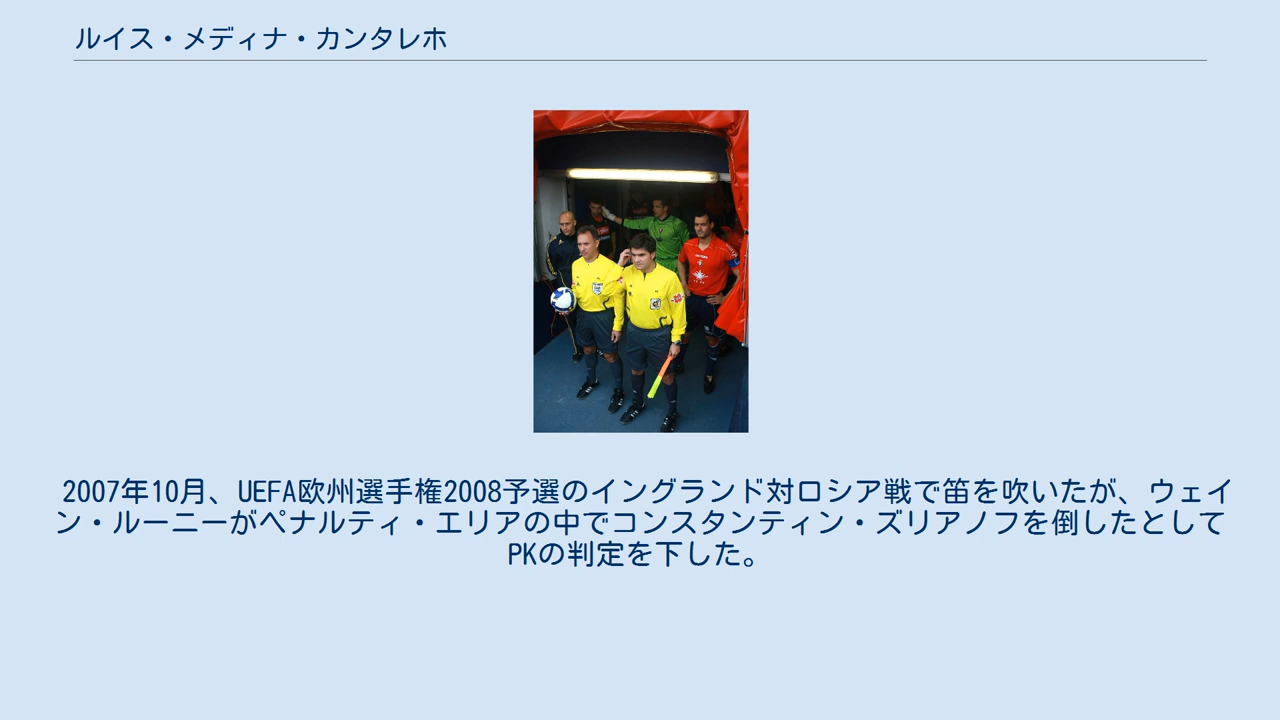 ルイス・メディナ・カンタレホ
2007年10月、UEFA欧州選手権2008予選のイングランド対ロシア戦で笛を吹いたが、ウェイ
ン・ルーニーがペナルティ・エリアの中でコンスタンティン・ズリアノフを倒したとして
PKの判定を下した。